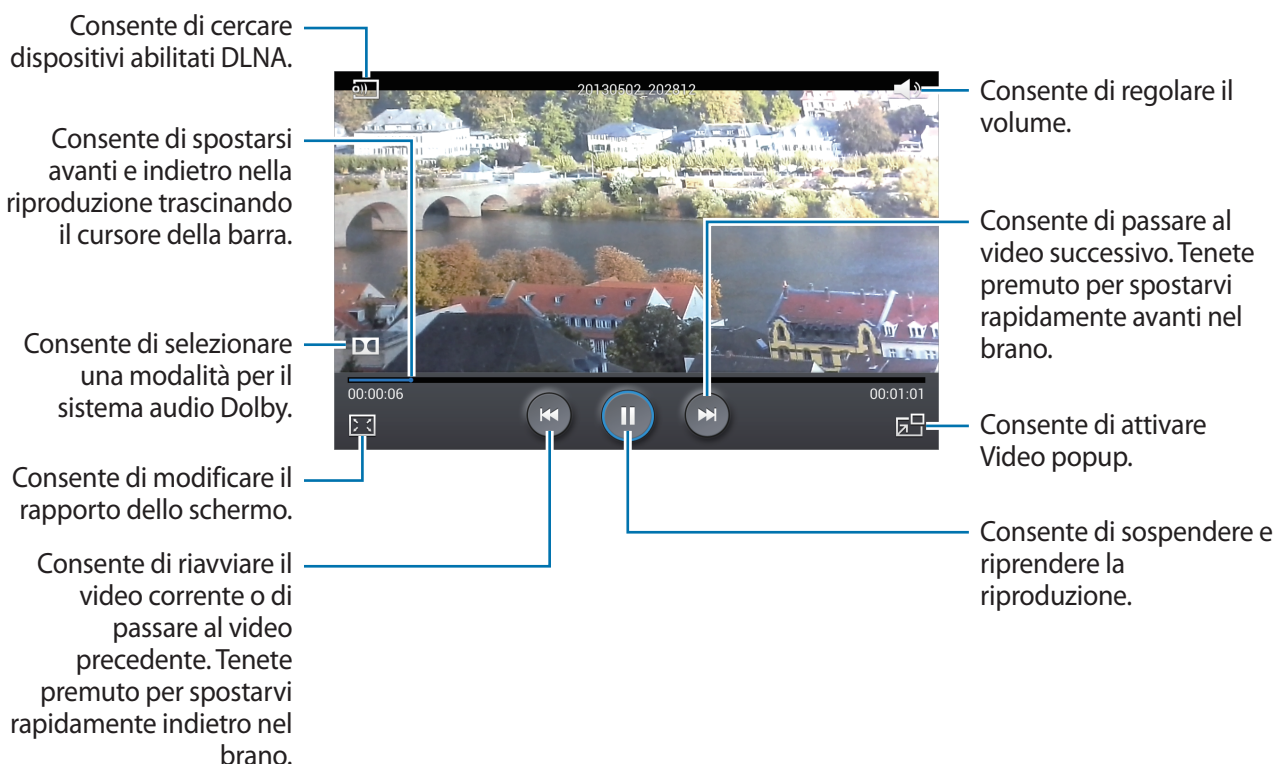 Consente di cercare
dispositivi abilitati DLNA.
Consente di spostarsi
avanti e indietro nella
riproduzione trascinando
il cursore della barra.
Consente di selezionare
una modalità per il
sistema audio Dolby.
Consente di modificare il
rapporto dello schermo.
Consente di riavviare il
video corrente o di
passare al video
precedente. Tenete
premuto per spostarvi
rapidamente indietro nel
brano.
20130502_202812
00:00:06
00:01:01
Consente di regolare il
volume.
Consente di passare al
video successivo. Tenete
premuto per spostarvi
rapidamente avanti nel
brano.
Consente di attivare
Video popup.
Consente di sospendere e
riprendere la
riproduzione.